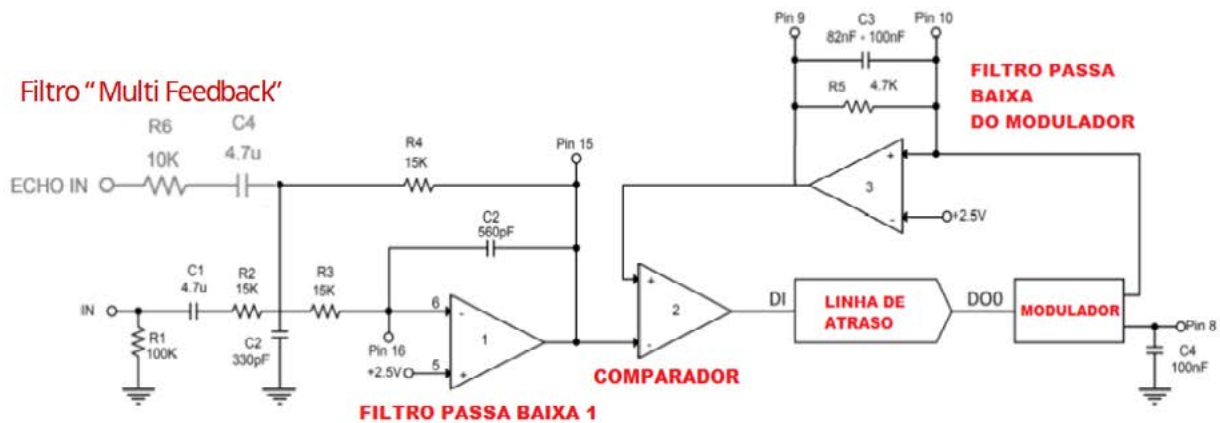 Filtro “Multi Feedback”
R6
10K
C4
4.7u
ECHO IN
R4
15K
Pin 15
C2
560pF
IN
R1
100K
C1
4.7u
R2
15K
R3
15K
C2
330pF
Pin 16
+2.5V
6
-
5
+
1
FILTRO PASSA BAIXA 1
Pin 9
Pin 10
C3
82nF - 100nF
R5
4.7K
FILTRO PASSA
BAIXA
DO MODULADOR
3
+
-
+2.5V
+
-
2
COMPARADOR
DI
LINHA DE
ATRASO
DO0
MODULADOR
Pin 8
C4
100nF